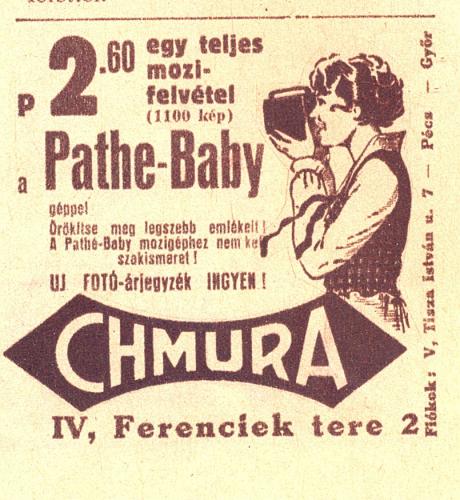 P 2.60 egy teljes
mozi-
felvétel
(1100 kép)
a Pathe-Baby
géppel
Örökitse meg legszebb emlékeit!
A Pathé-Baby mozigéphez nem kell
szakismeret!
UJ FOTÓ-árjegyzék INGYEN!
CHMURA
IV, Ferenciek tere 2
Fiókok: V, Tisza István u. 7 — Pécs — Győr